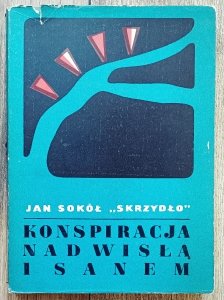 JAN SOKÓŁ „SKRZYDŁO"
KONSPIRACJA
NAD WISŁĄ
I SANEM